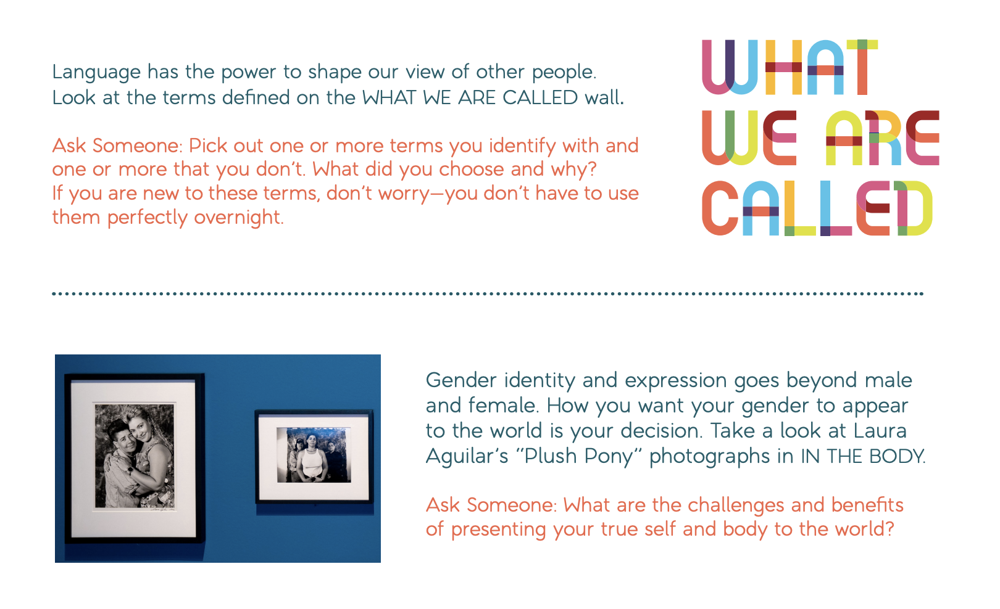 Language has the power to shape our view of other people.
Look at the terms defined on the WHAT WE ARE CALLED wall.
Ask Someone: Pick out one or more terms you identify with and
one or more that you don't. What did you choose and why?
If you are new to these terms, don't worry—you don't have to use
them perfectly overnight.
WHAT
WE ARE
CALLED
Gender identity and expression goes beyond male
and female. How you want your gender to appear
to the world is your decision. Take a look at Laura
Aguilar's “Plush Pony” photographs in IN THE BODY.
Ask Someone: What are the challenges and benefits
of presenting your true self and body to the world?